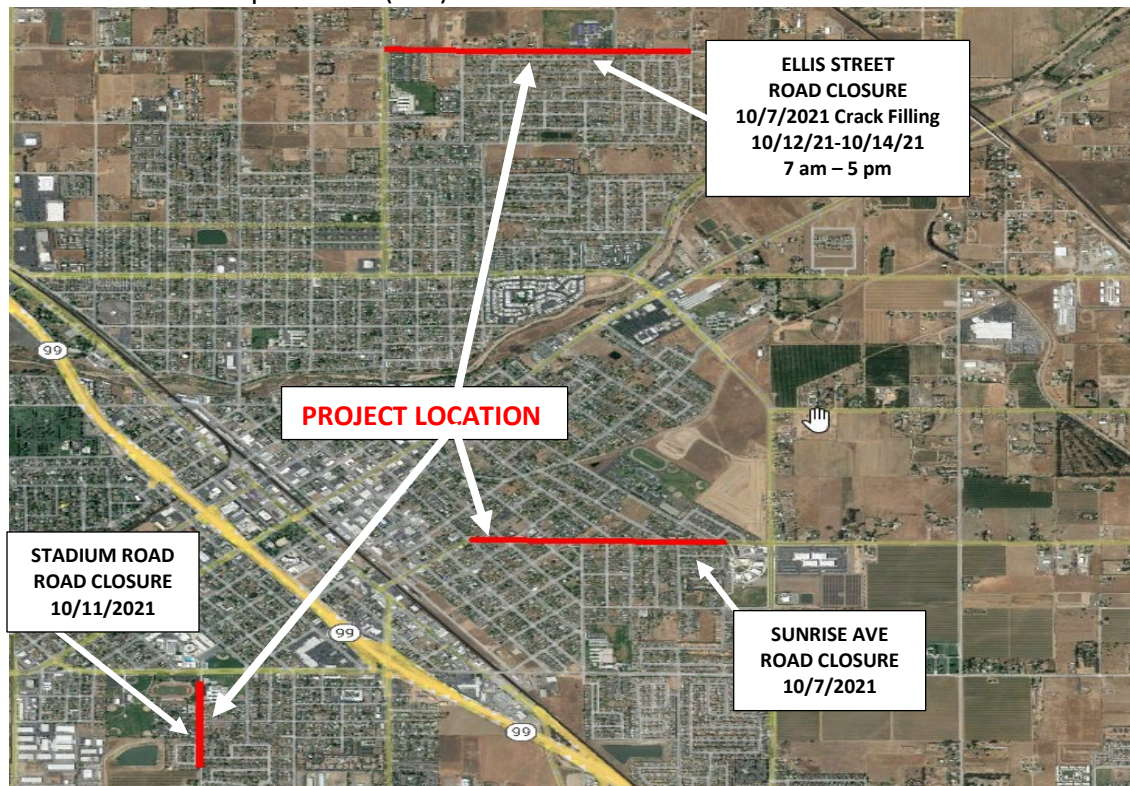 ELLIS STREET
ROAD CLOSURE
10/7/2021 Crack Filling
10/12/21-10/14/21
7 am – 5 pm
99
PROJECT LOCATION
STADIUM ROAD
ROAD CLOSURE
10/11/2021
99
SUNRISE AVE
ROAD CLOSURE
10/7/2021
99